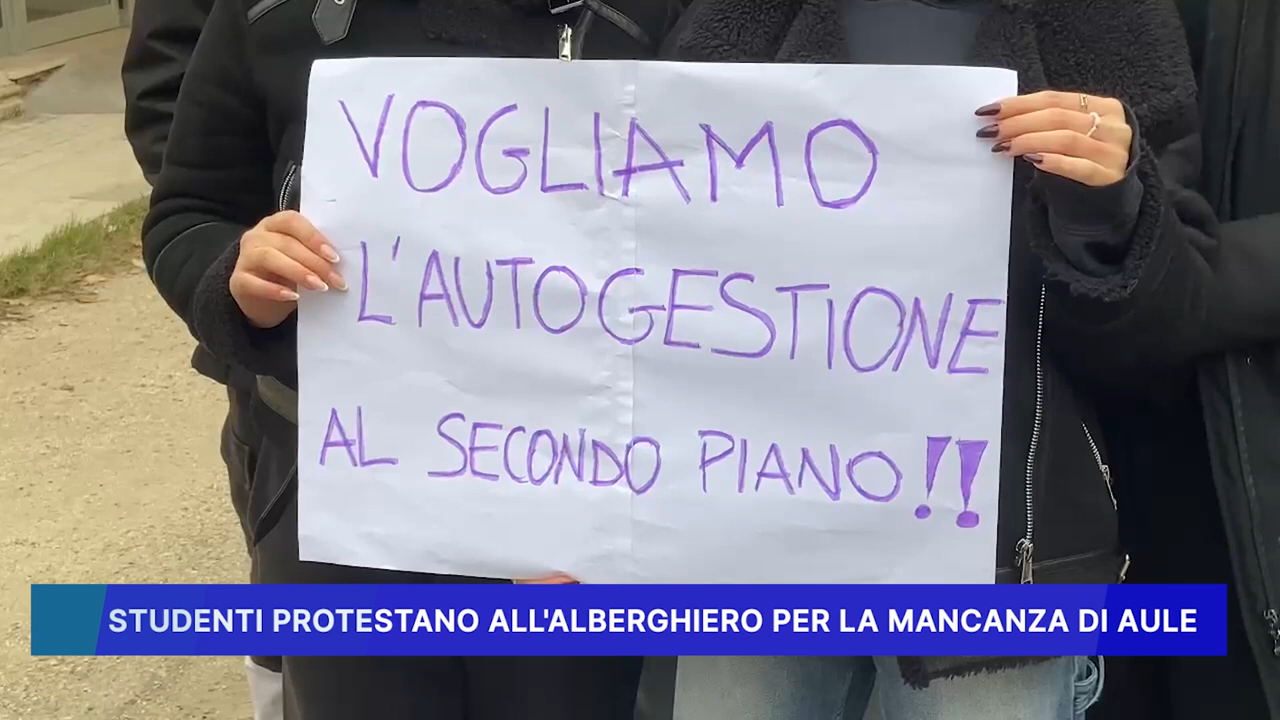 VOGLIAMO
L'AUTOGESTIONE
AL SECONDO PIANO!!
STUDENTI PROTESTANO ALL'ALBERGHIERO PER LA MANCANZA DI AULE